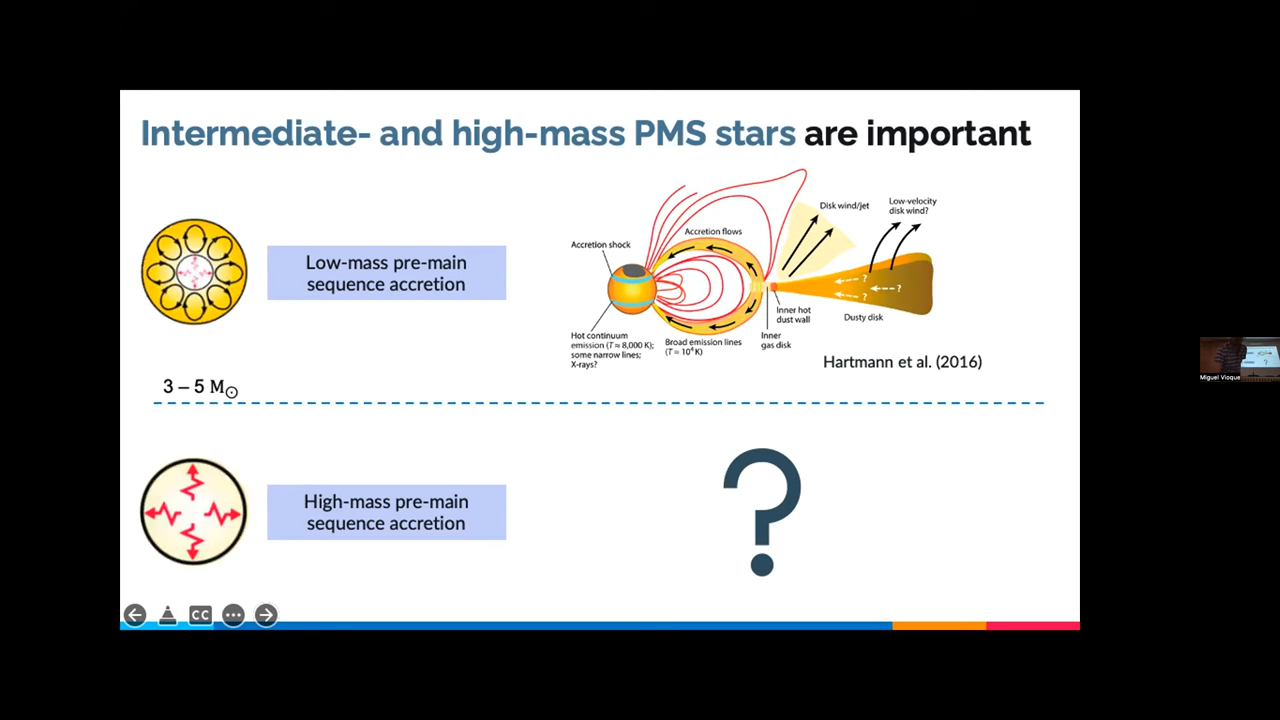 Intermediate- and high-mass PMS stars are important
Low-mass pre-main
sequence accretion
Accretion shock
Accretion flows
Disk wind/jet
Low-velocity
disk wind?
?
?
?
Hot continuum
emission (T ≈ 8,000 K);
some narrow lines;
X-rays?
Broad emission lines
(T ≈ 10⁴ K)
Inner
gas disk
Inner hot
dust wall
Dusty disk
Hartmann et al. (2016)
3 – 5 M⊙
High-mass pre-main
sequence accretion
?
CC
Miguel Vioque